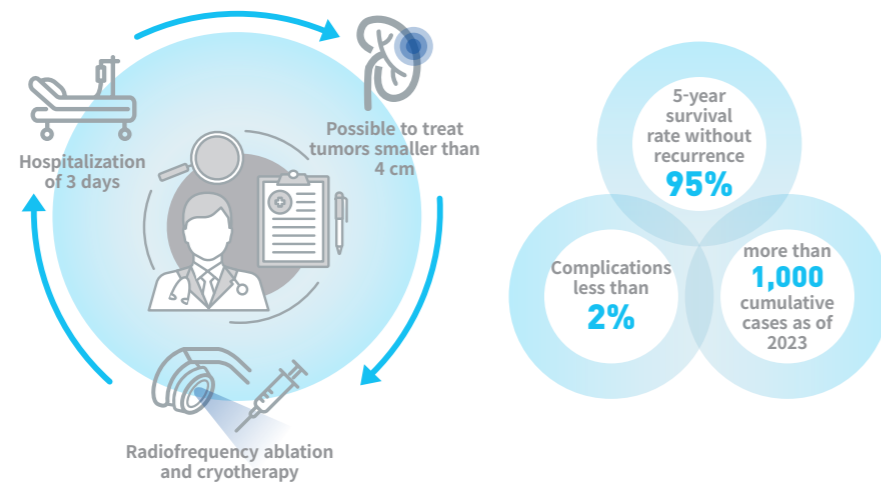 Possible to treat
tumors smaller than
4 cm
Hospitalization
of 3 days
Radiofrequency ablation
and cryotherapy
5-year
survival
rate without
recurrence
95%
Complications
less than
2%
more than
1,000
cumulative
cases as of
2023